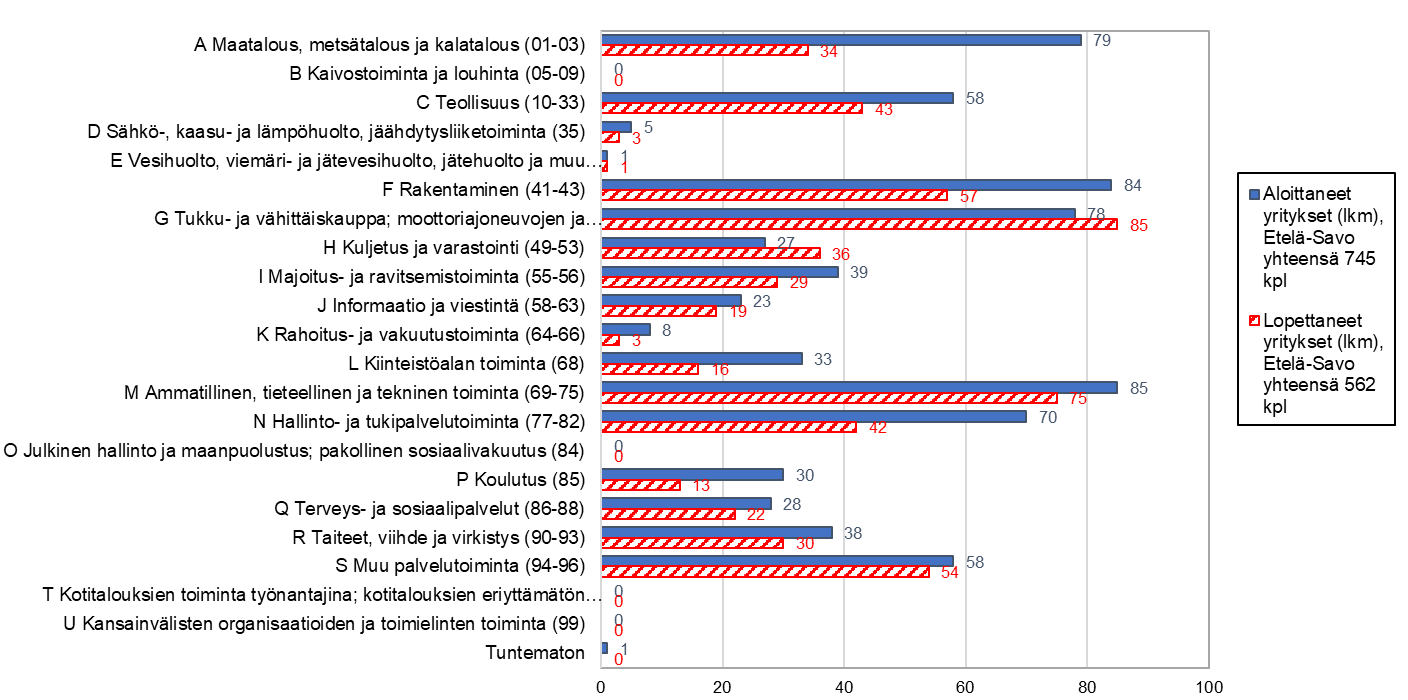 A Maatalous, metsätalous ja kalatalous (01-03)
79
34
B Kaivostoiminta ja louhinta (05-09)
0
0
C Teollisuus (10-33)
58
43
D Sähkö-, kaasu- ja lämpöhuolto, jäähdytysliiketoiminta (35)
5
3
E Vesihuolto, viemäri- ja jätevesihuolto, jätehuolto ja muu…
1
1
F Rakentaminen (41-43)
84
57
G Tukku- ja vähittäiskauppa; moottoriajoneuvojen ja…
78
85
H Kuljetus ja varastointi (49-53)
27
36
I Majoitus- ja ravitsemistoiminta (55-56)
39
29
J Informaatio ja viestintä (58-63)
23
19
K Rahoitus- ja vakuutustoiminta (64-66)
8
3
L Kiinteistöalan toiminta (68)
33
16
M Ammatillinen, tieteellinen ja tekninen toiminta (69-75)
85
75
N Hallinto- ja tukipalvelutoiminta (77-82)
70
42
O Julkinen hallinto ja maanpuolustus; pakollinen sosiaalivakuutus (84)
0
0
P Koulutus (85)
30
13
Q Terveys- ja sosiaalipalvelut (86-88)
28
22
R Taiteet, viihde ja virkistys (90-93)
38
30
S Muu palvelutoiminta (94-96)
58
54
T Kotitalouksien toiminta työnantajina; kotitalouksien eriyttämätön…
0
0
U Kansainvälisten organisaatioiden ja toimielinten toiminta (99)
0
0
Tuntematon
1
0
0 20 40 60 80 100
Aloittaneet
yritykset (lkm),
Etelä-Savo
yhteensä 745
kpl
Lopettaneet
yritykset (lkm),
Etelä-Savo
yhteensä 562
kpl